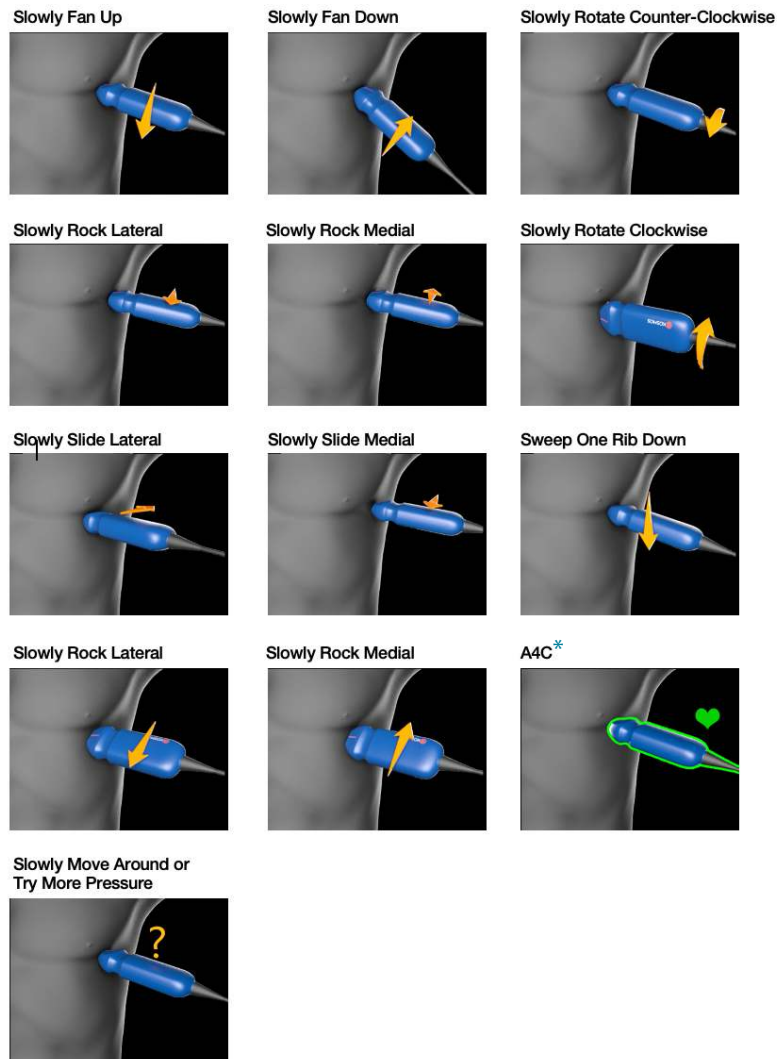 Slowly Fan Up
Slowly Fan Down
Slowly Rotate Counter-Clockwise
Slowly Rock Lateral
Slowly Rock Medial
Slowly Rotate Clockwise
Slowly Slide Lateral
Slowly Slide Medial
Sweep One Rib Down
Slowly Rock Lateral
Slowly Rock Medial
A4C*
Slowly Move Around or
Try More Pressure
?